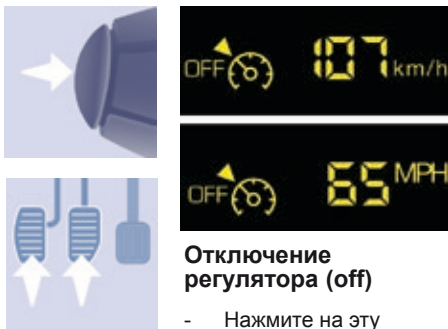 OFF 107 km/h
OFF 65 MPH
Отключение
регулятора (off)
- Нажмите на эту